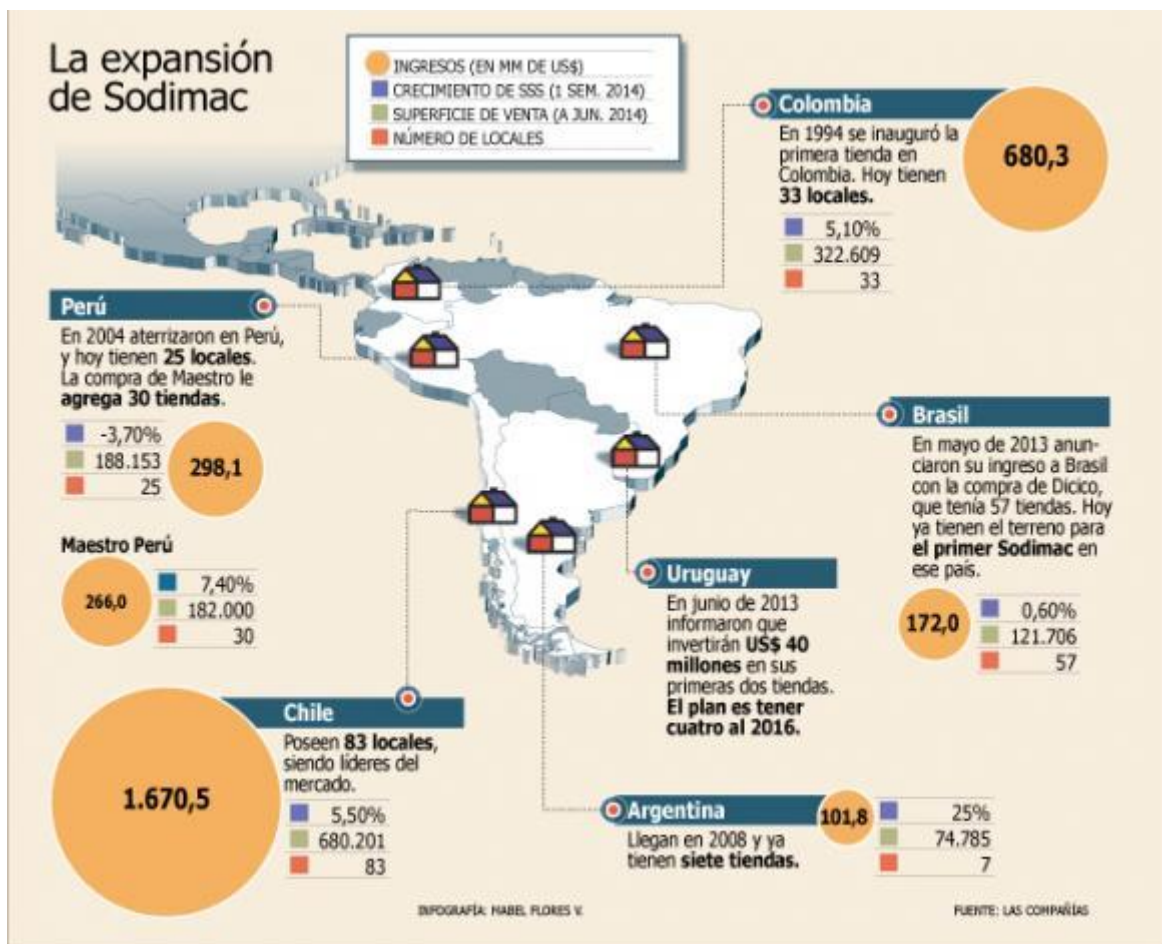 La expansión
de Sodimac
INGRESOS (EN MM DE US$)
CRECIMIENTO DE SSS (1 SEM. 2014)
SUPERFICIE DE VENTA (A JUN. 2014)
NÚMERO DE LOCALES
Colombia
En 1994 se inauguró la
primera tienda en
Colombia. Hoy tienen
33 locales.
680,3
5,10%
322.609
33
Perú
En 2004 aterrizaron en Perú,
y hoy tienen 25 locales.
La compra de Maestro le
agrega 30 tiendas.
-3,70%
188.153
25
298,1
Maestro Perú
266,0
7,40%
182.000
30
Brasil
En mayo de 2013 anun-
ciaron su ingreso a Brasil
con la compra de Dicico,
que tenía 57 tiendas. Hoy
ya tienen el terreno para
el primer Sodimac en
ese país.
172,0
0,60%
121.706
57
Uruguay
En junio de 2013
informaron que
invertirán US$ 40
millones en sus
primeras dos tiendas.
El plan es tener
cuatro al 2016.
Chile
Poseen 83 locales,
siendo líderes del
mercado.
1.670,5
5,50%
680.201
83
Argentina
Llegan en 2008 y ya
tienen siete tiendas.
101,8
25%
74.785
7
INFOGRAFÍA: MABEL FLORES V.
FUENTE: LAS COMPAÑÍAS